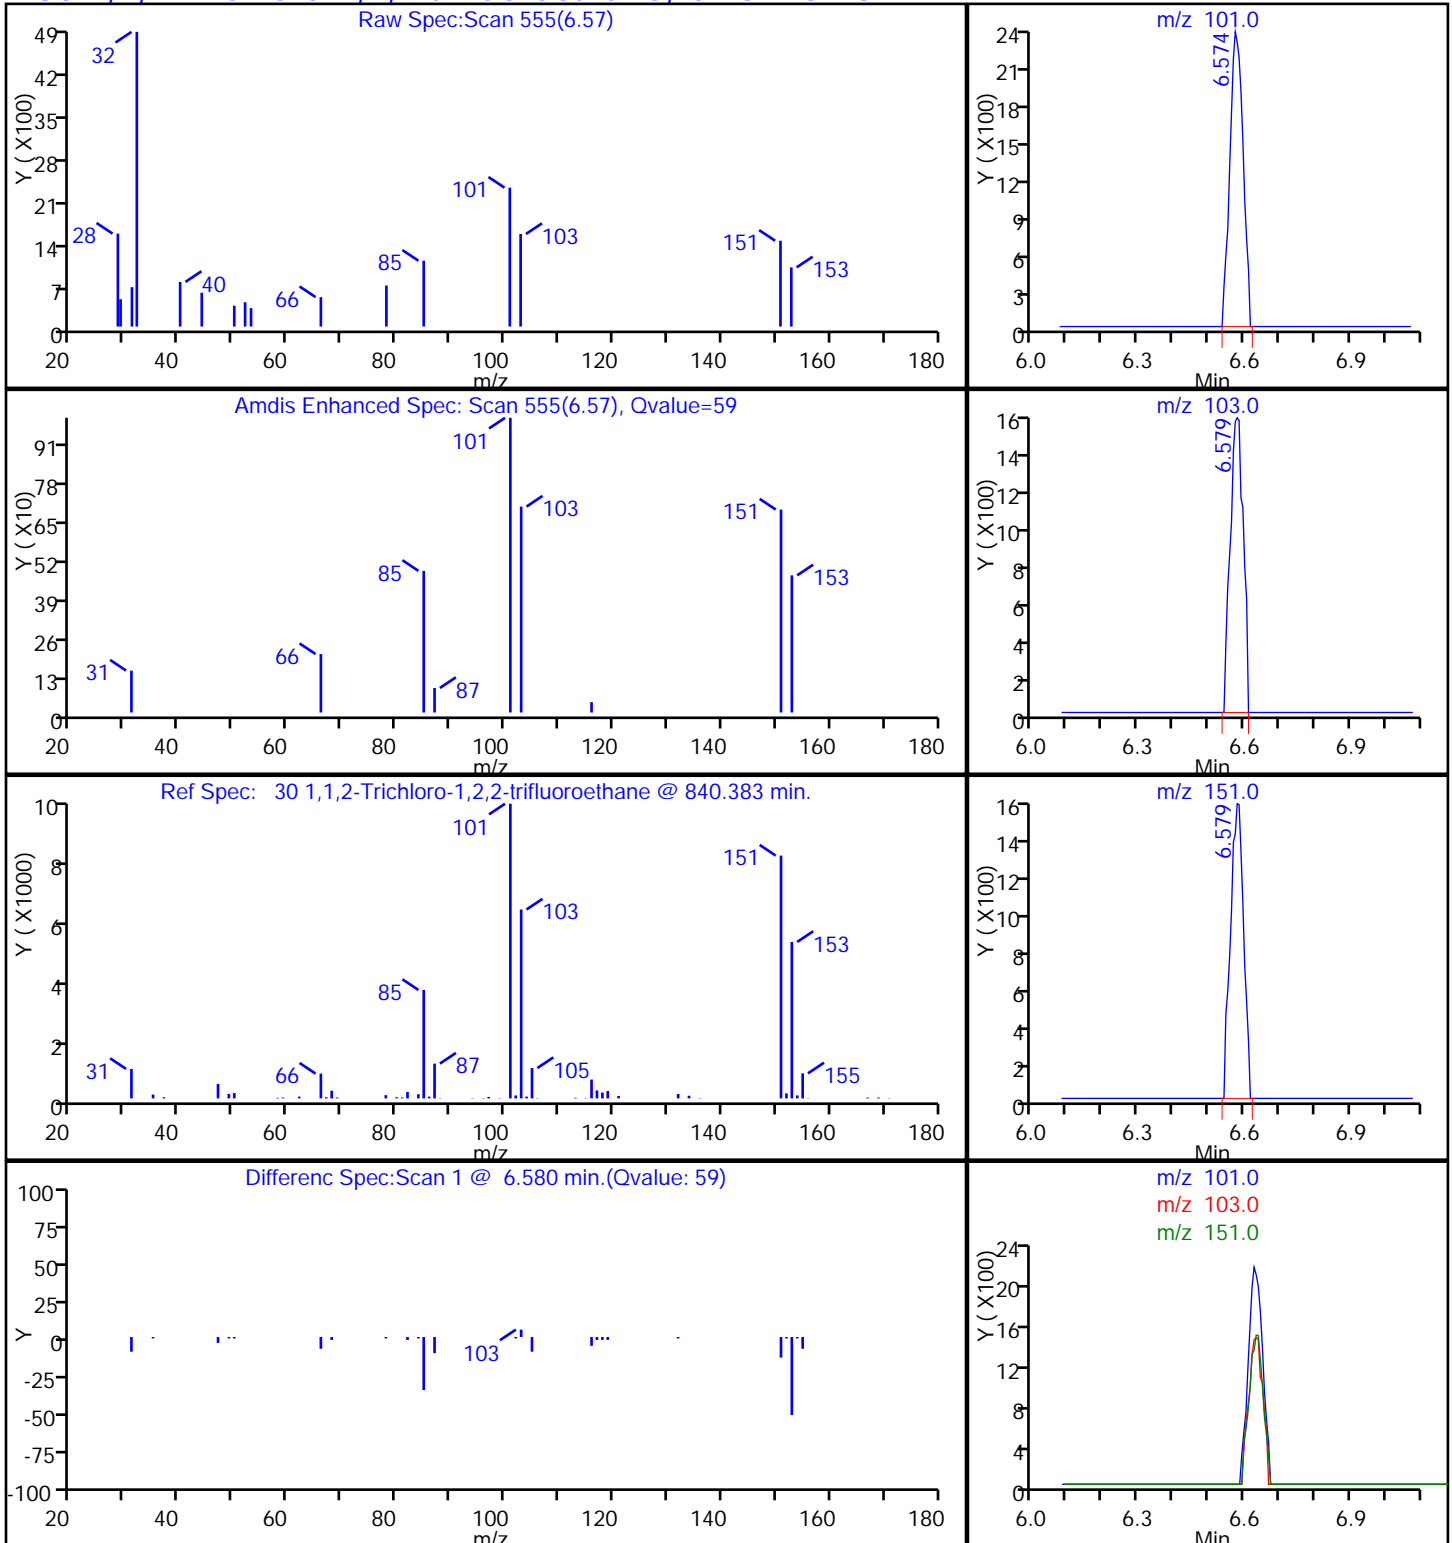 Raw Spec:Scan 555(6.57)
Y ( X100)
49
42
35
28
21
14
7
0
32
28
40
66
85
101
103
151
153
20 40 60 80 100 120 140 160 180
m/z
m/z 101.0
Y ( X100)
24
21
18
15
12
9
6
3
0
6.574
6.0 6.3 6.6 6.9
Min
Amdis Enhanced Spec: Scan 555(6.57), Qvalue=59
Y ( X10)
91
78
65
52
39
26
13
0
31
66
85
87
101
103
151
153
20 40 60 80 100 120 140 160 180
m/z
m/z 103.0
Y ( X100)
16
14
12
10
8
6
4
2
0
6.579
6.0 6.3 6.6 6.9
Min
Ref Spec: 30 1,1,2-Trichloro-1,2,2-trifluoroethane @ 840.383 min.
Y ( X1000)
10
8
6
4
2
0
31
66
85
87
101
103
105
151
153
155
20 40 60 80 100 120 140 160 180
m/z
m/z 151.0
Y ( X100)
16
14
12
10
8
6
4
2
0
6.579
6.0 6.3 6.6 6.9
Min
Differenc Spec:Scan 1 @ 6.580 min.(Qvalue: 59)
Y
100
75
50
25
0
-25
-50
-75
-100
103
20 40 60 80 100 120 140 160 180
m/z
m/z 101.0
m/z 103.0
m/z 151.0
Y ( X100)
24
20
16
12
8
4
0
6.0 6.3 6.6 6.9
Min